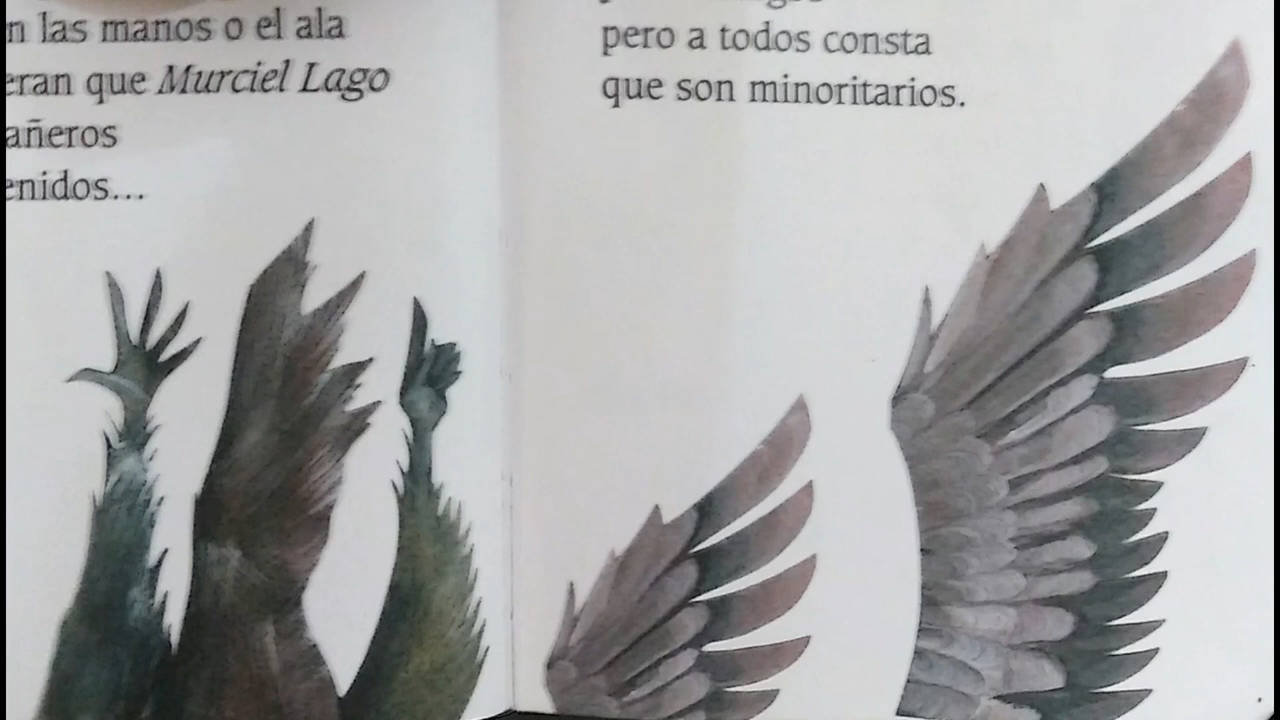 n las manos o el ala
eran que Murciel Lago
añeros
enidos...
pero a todos consta
que son minoritarios.